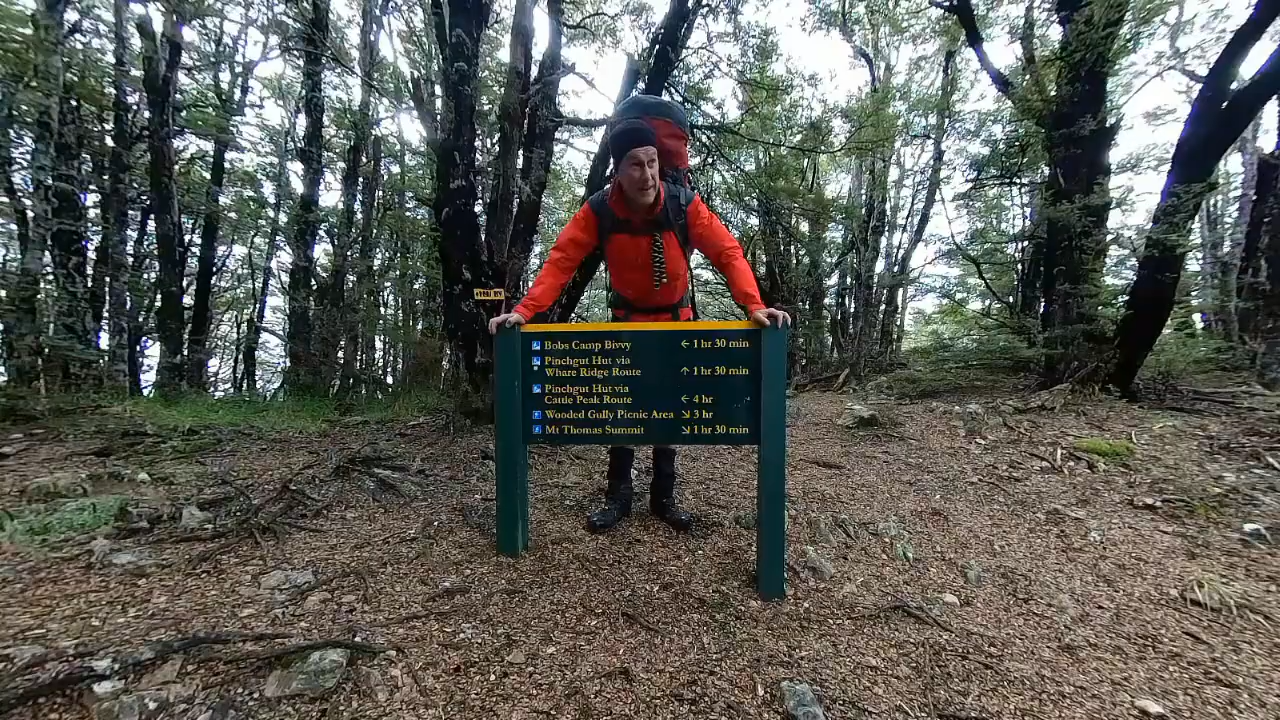 Bobs Camp Bivvy ← 1 hr 30 min
Pinchgut Hut via
Whare Ridge Route ↑ 1 hr 30 min
Pinchgut Hut via
Cattle Peak Route ← 4 hr
Wooded Gully Picnic Area ↘ 3 hr
Mt Thomas Summit ↘ 1 hr 30 min